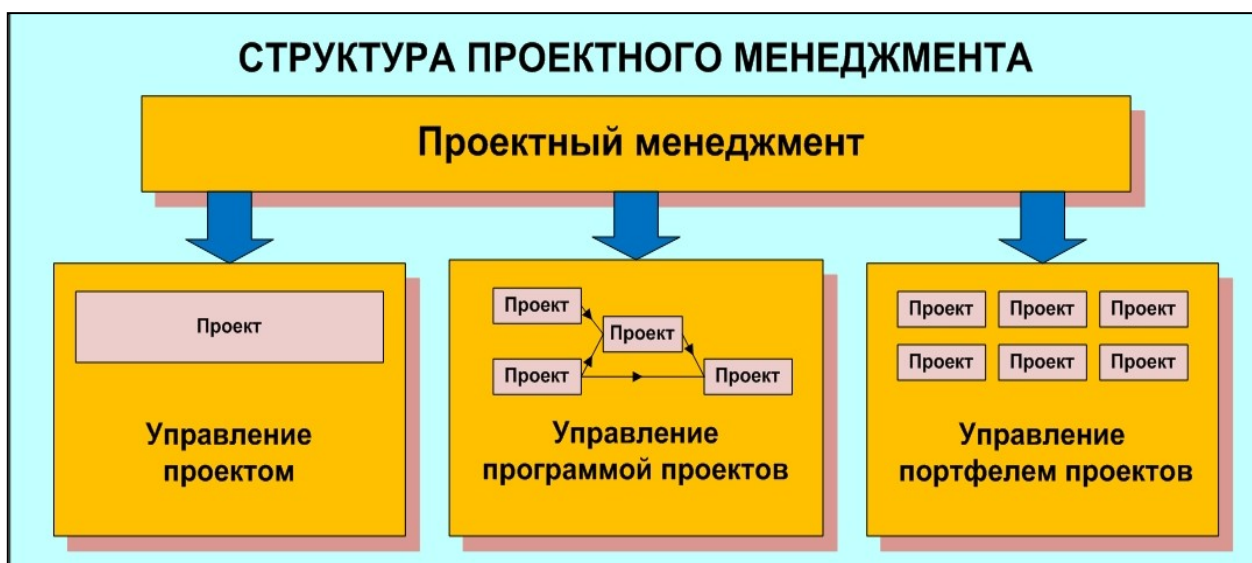 СТРУКТУРА ПРОЕКТНОГО МЕНЕДЖМЕНТА
Проектный менеджмент
Проект
Управление
проектом
Проект
Проект
Проект
Проект
Управление
программой проектов
Проект Проект Проект
Проект Проект Проект
Управление
портфелем проектов